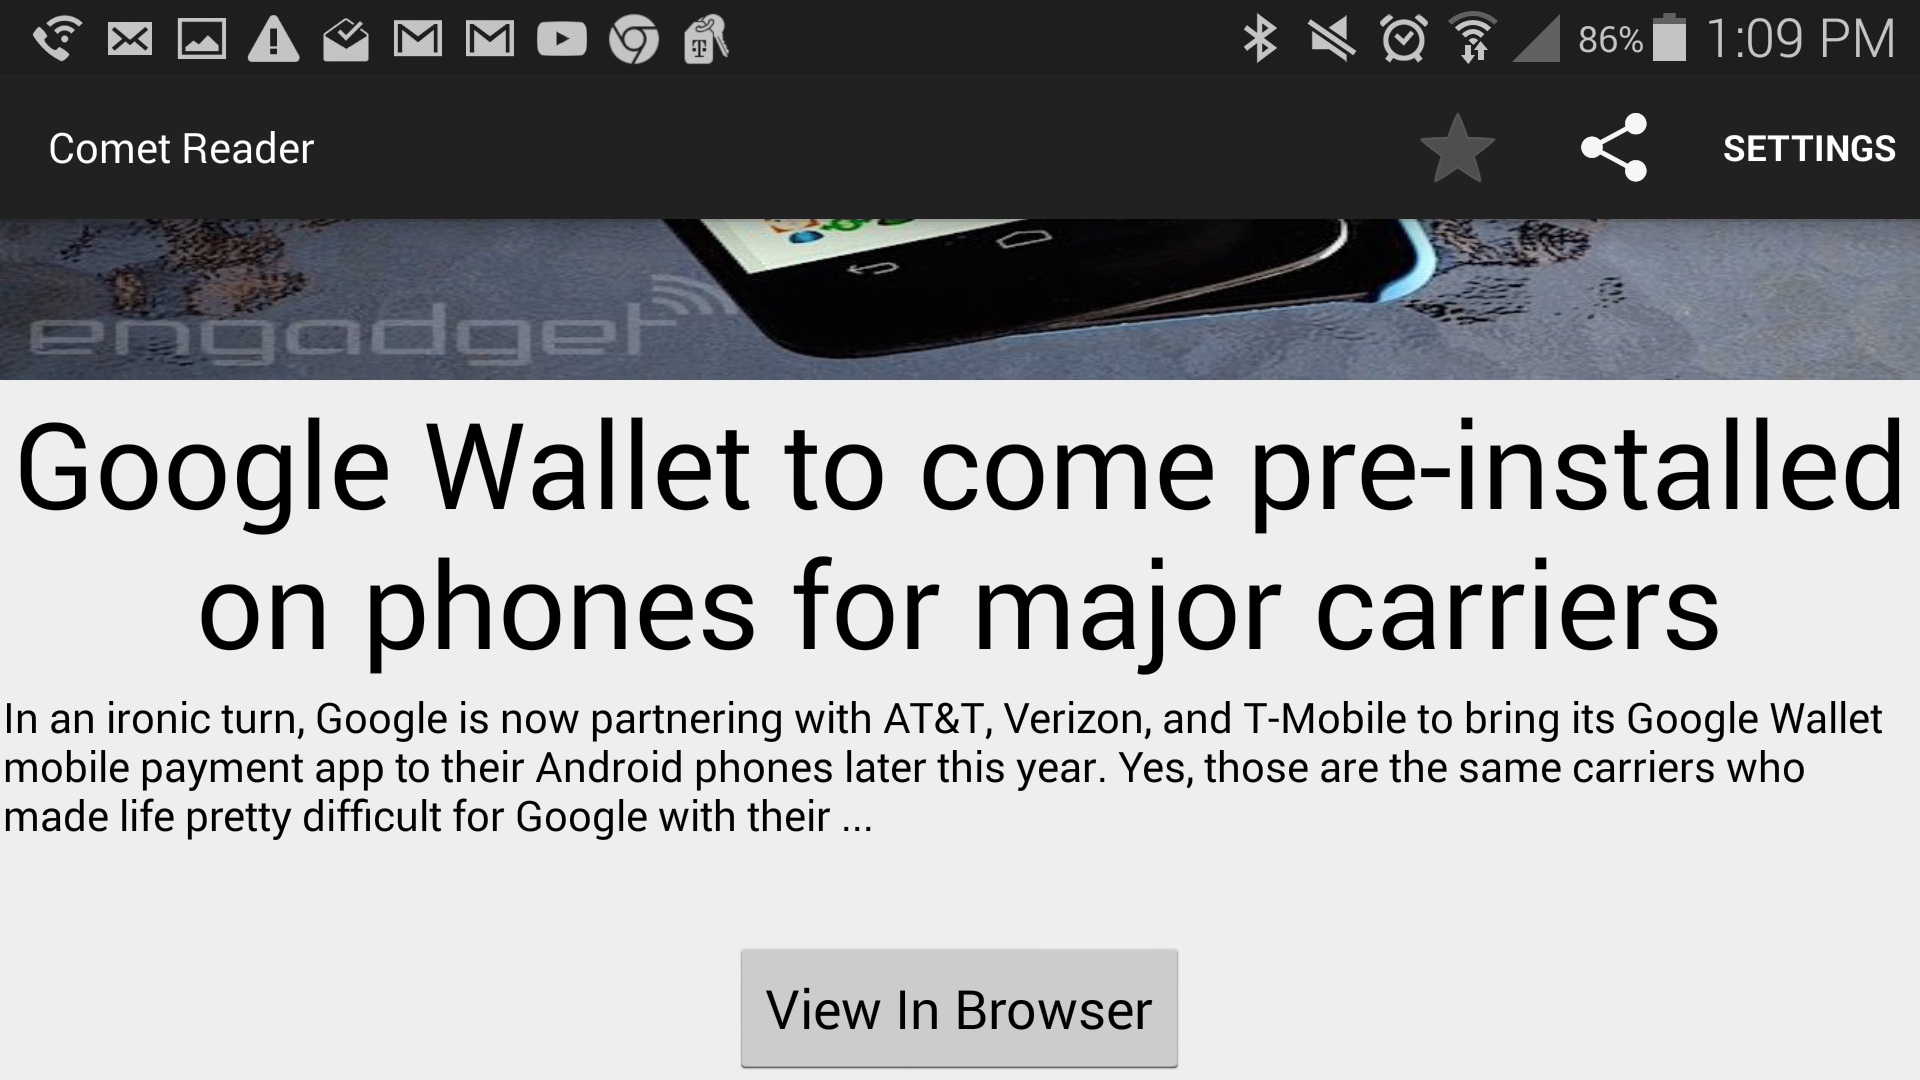 86% 1:09 PM
Comet Reader SETTINGS
engadget
Google Wallet to come pre-installed
on phones for major carriers
In an ironic turn, Google is now partnering with AT&T, Verizon, and T-Mobile to bring its Google Wallet
mobile payment app to their Android phones later this year. Yes, those are the same carriers who
made life pretty difficult for Google with their ...
View In Browser